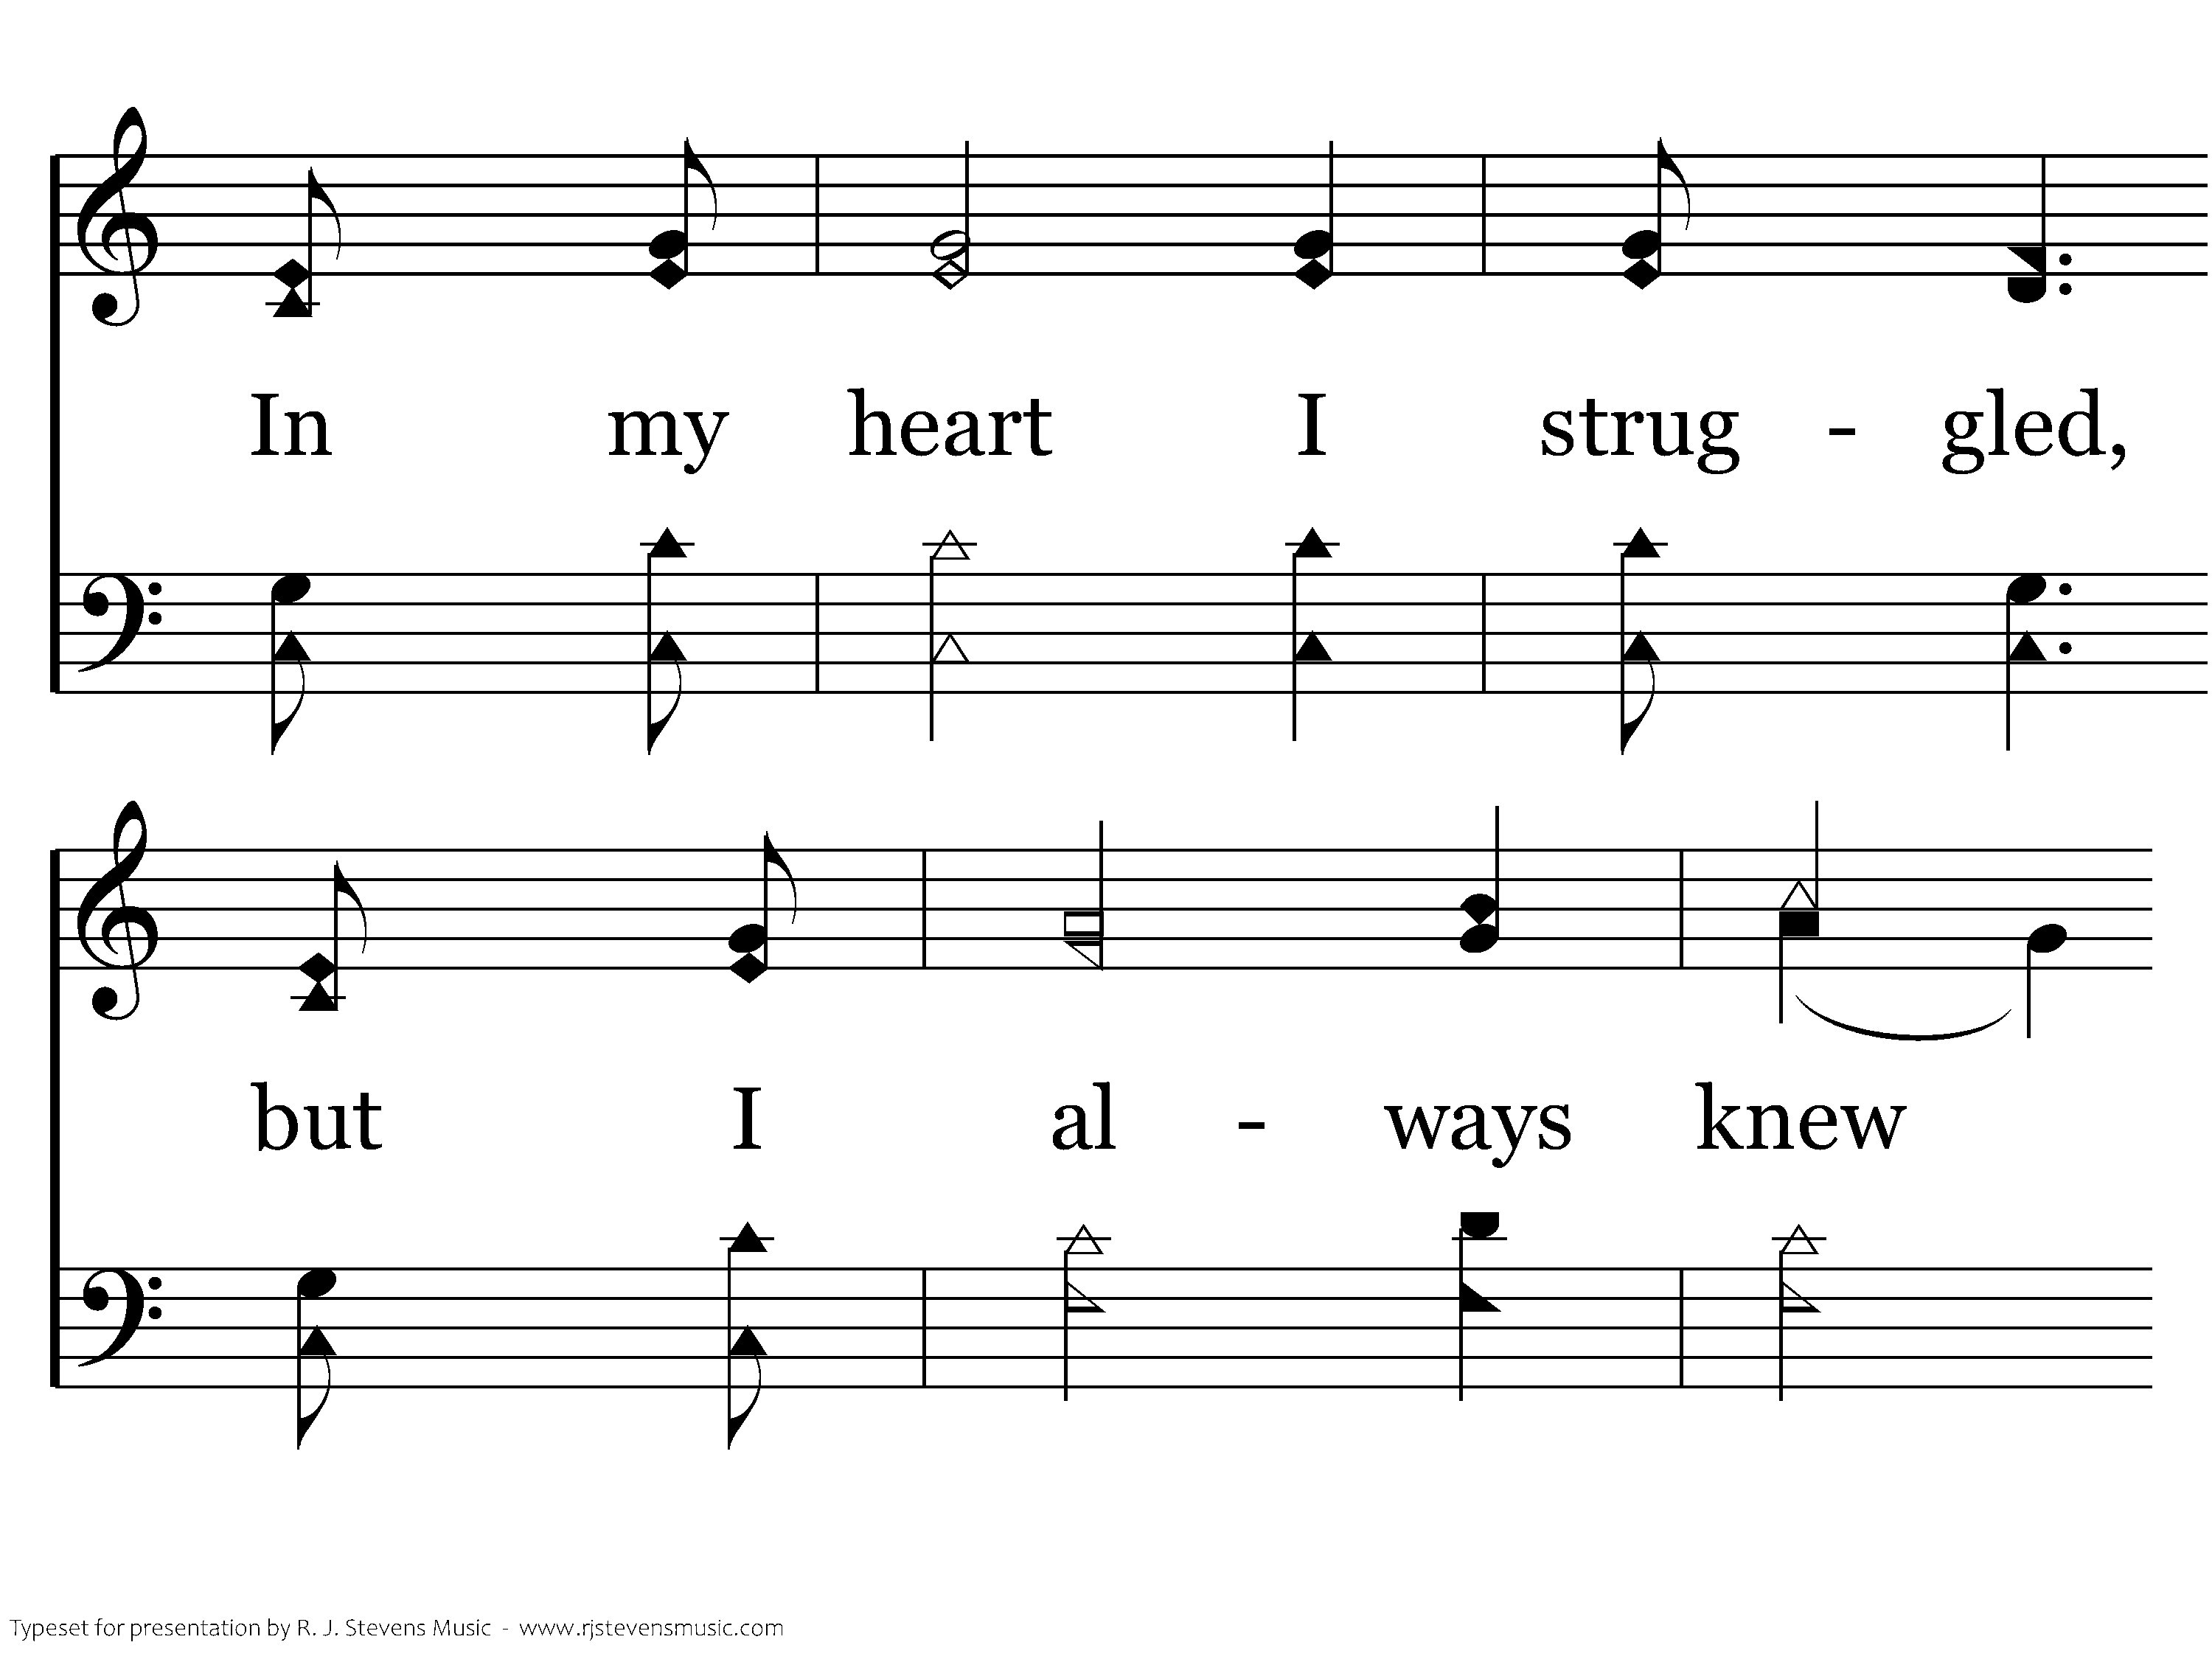 In my heart I strug - gled,
but I al - ways knew
Typeset for presentation by R. J. Stevens Music - www.rjstevensmusic.com